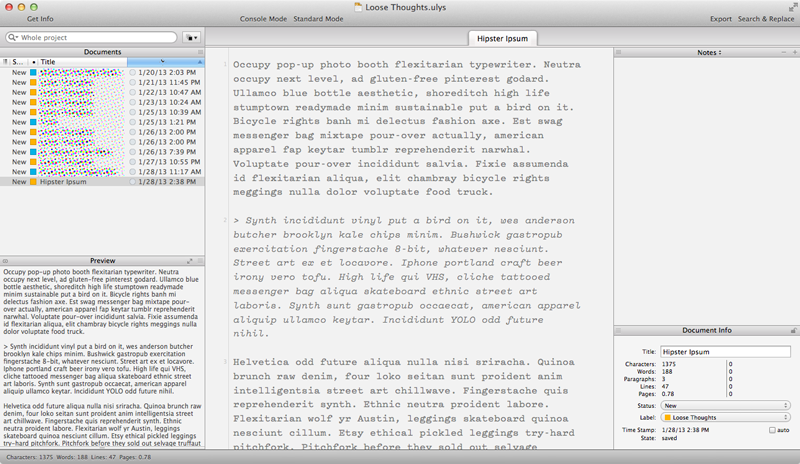 Loose Thoughts.ulys
Get Info
Console Mode Standard Mode
Export Search & Replace
Whole project
Hipster Ipsum
Documents
S... Title
New 1/20/13 2:03 PM
New 1/21/13 11:45 PM
New 1/22/13 10:47 AM
New 1/23/13 10:24 AM
New 1/25/13 10:39 AM
New 1/25/13 1:21 PM
New 1/26/13 2:00 PM
New 1/26/13 2:00 PM
New 1/26/13 7:39 PM
New 1/27/13 10:55 PM
New 1/28/13 11:17 AM
New Hipster Ipsum 1/28/13 2:38 PM
Preview
Occupy pop-up photo booth flexitarian typewriter. Neutra
occupy next level, ad gluten-free pinterest godard. Ullamco blue
bottle aesthetic, shoreditch high life stumptown readymade
minim sustainable put a bird on it. Bicycle rights banh mi
delectus fashion axe. Est swag messenger bag mixtape pour-
over actually, american apparel fap keytar tumblr reprehenderit
narwhal. Voluptate pour-over incididunt salvia. Fixie assumenda
id flexitarian aliqua, elit chambray bicycle rights meggings nulla
dolor voluptate food truck.
> Synth incididunt vinyl put a bird on it, wes anderson butcher
brooklyn kale chips minim. Bushwick gastropub exercitation
fingerstache 8-bit, whatever nesciunt. Street art ex et locavore.
Iphone portland craft beer irony vero tofu. High life qui VHS,
cliche tattooed messenger bag aliqua skateboard ethnic street
art laboris. Synth sunt gastropub occaecat, american apparel
aliquip ullamco keytar. Incididunt YOLO odd future nihil.
Helvetica odd future aliqua nulla nisi sriracha. Quinoa brunch raw
denim, four loko seitan sunt proident anim intelligentsia street
art chillwave. Fingerstache quis reprehenderit synth. Ethnic
neutra proident labore. Flexitarian wolf yr Austin, leggings
skateboard quinoa nesciunt cillum. Etsy ethical pickled leggings
try-hard pitchfork. Pitchfork before they sold out selvage truffaut
1
Occupy pop-up photo booth flexitarian typewriter. Neutra
occupy next level, ad gluten-free pinterest godard.
Ullamco blue bottle aesthetic, shoreditch high life
stumptown readymade minim sustainable put a bird on it.
Bicycle rights banh mi delectus fashion axe. Est swag
messenger bag mixtape pour-over actually, american
apparel fap keytar tumblr reprehenderit narwhal.
Voluptate pour-over incididunt salvia. Fixie assumenda
id flexitarian aliqua, elit chambray bicycle rights
meggings nulla dolor voluptate food truck.
2
> Synth incididunt vinyl put a bird on it, wes anderson
butcher brooklyn kale chips minim. Bushwick gastropub
exercitation fingerstache 8-bit, whatever nesciunt.
Street art ex et locavore. Iphone portland craft beer
irony vero tofu. High life qui VHS, cliche tattooed
messenger bag aliqua skateboard ethnic street art
laboris. Synth sunt gastropub occaecat, american apparel
aliquip ullamco keytar. Incididunt YOLO odd future
nihil.
3
Helvetica odd future aliqua nulla nisi sriracha. Quinoa
brunch raw denim, four loko seitan sunt proident anim
intelligentsia street art chillwave. Fingerstache quis
reprehenderit synth. Ethnic neutra proident labore.
Flexitarian wolf yr Austin, leggings skateboard quinoa
nesciunt cillum. Etsy ethical pickled leggings try-hard
pitchfork. Pitchfork before they sold out selvage
Notes
Document Info
Title: Hipster Ipsum
Characters: 1375 0
Words: 188 0
Paragraphs: 3 0
Lines: 47 0
Pages: 0.78 0
Status: New
Label: Loose Thoughts
Time Stamp: 1/28/13 2:38 PM auto
State: saved
Characters: 1375 Words: 188 Lines: 47 Pages: 0.78